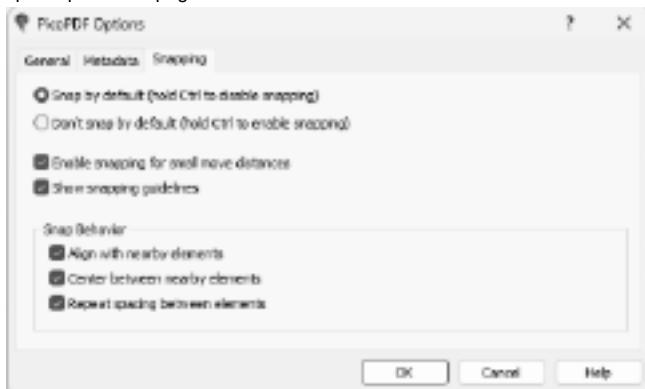 PicoPDF Options ? ×
General Metadata Snapping
Snap by default (hold Ctrl to disable snapping)
Don't snap by default (hold Ctrl to enable snapping)
Enable snapping for small move distances
Show snapping guidelines
Snap Behavior
Align with nearby elements
Center between nearby elements
Repeat spacing between elements
OK Cancel Help